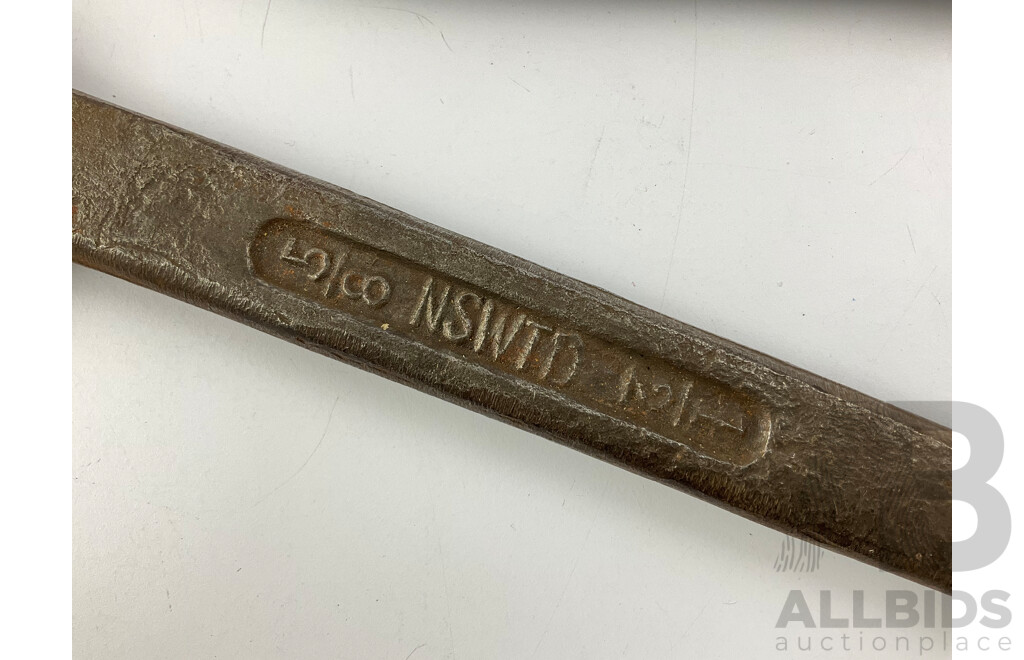 5/8 NSWTD 1/2
B
ALLBIDS
auctionplace